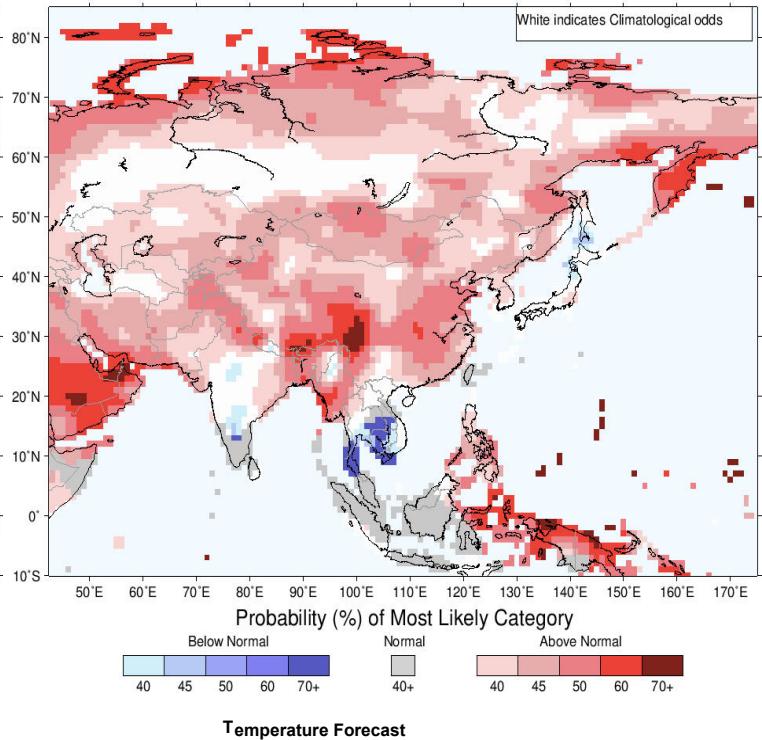 White indicates Climatological odds
80°N
70°N
60°N
50°N
40°N
30°N
20°N
10°N
0°
10°S
50°E 60°E 70°E 80°E 90°E 100°E 110°E 120°E 130°E 140°E 150°E 160°E 170°E
Probability (%) of Most Likely Category
Below Normal Normal Above Normal
40 45 50 60 70+ 40+ 40 45 50 60 70+
Temperature Forecast